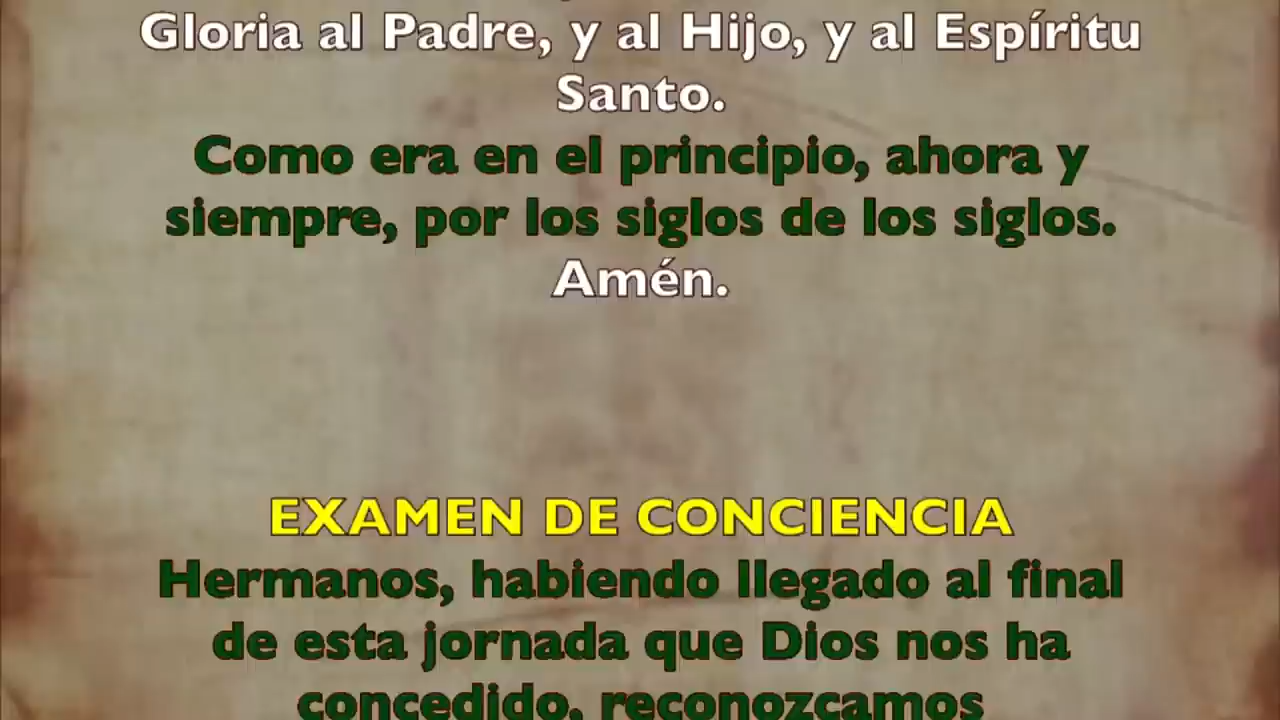 Gloria al Padre, y al Hijo, y al Espíritu
Santo.
Como era en el principio, ahora y
siempre, por los siglos de los siglos.
Amén.
EXAMEN DE CONCIENCIA
Hermanos, habiendo llegado al final
de esta jornada que Dios nos ha
concedido, reconozcamos